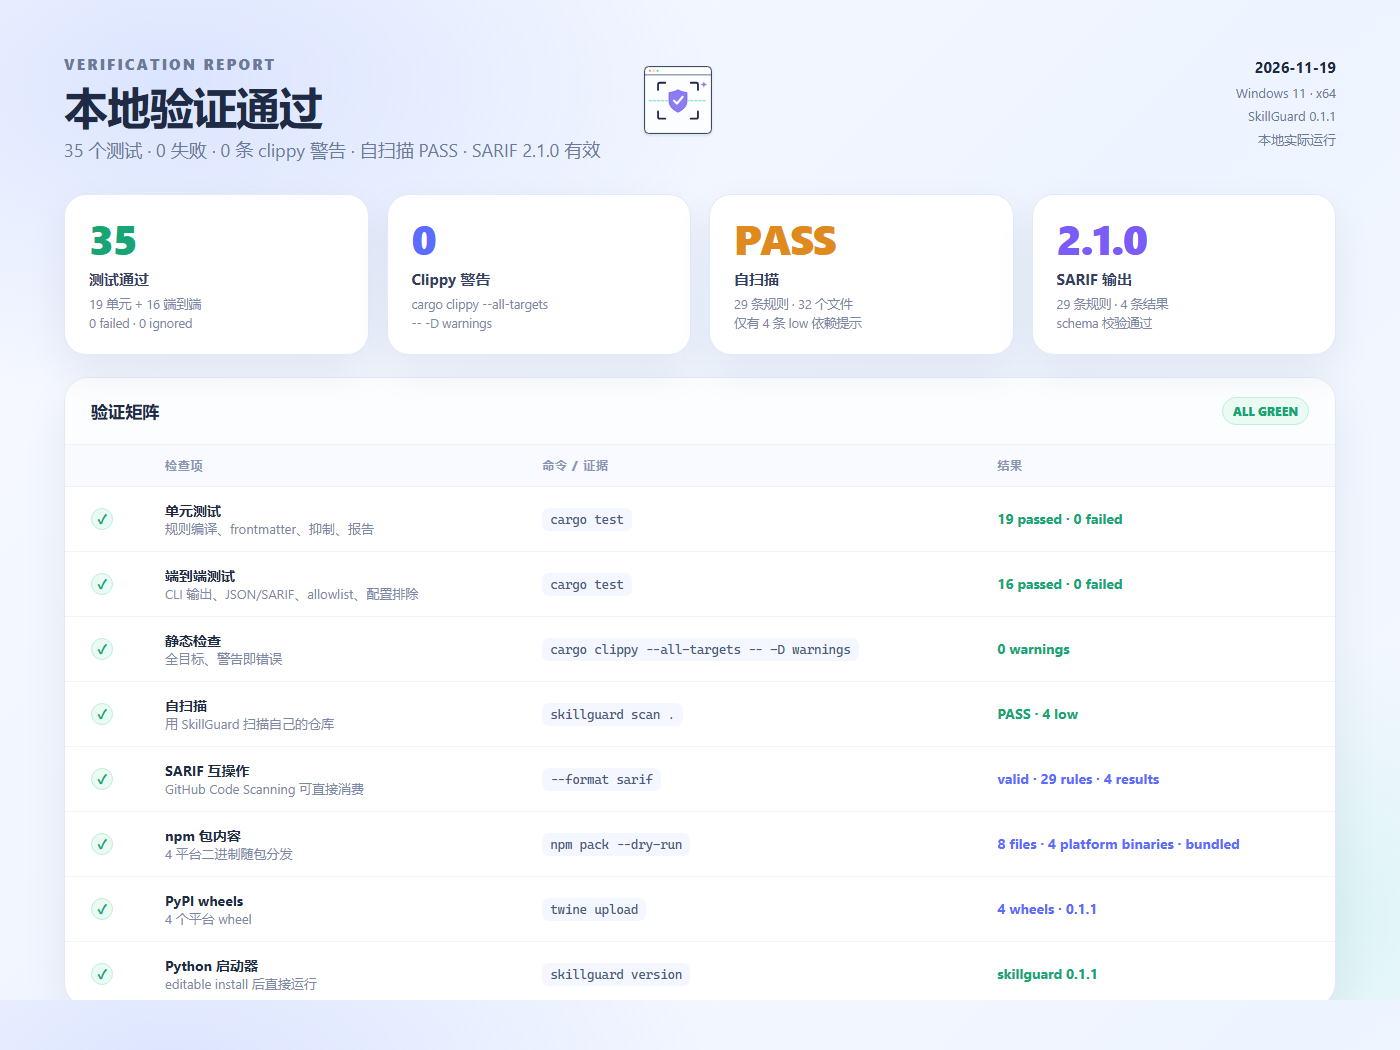 VERIFICATION REPORT
本地验证通过
35 个测试 · 0 失败 · 0 条 clippy 警告 · 自扫描 PASS · SARIF 2.1.0 有效
2026-11-19
Windows 11 · x64
SkillGuard 0.1.1
本地实际运行
35
测试通过
19 单元 + 16 端到端
0 failed · 0 ignored
0
Clippy 警告
cargo clippy --all-targets
-- -D warnings
PASS
自扫描
29 条规则 · 32 个文件
仅有 4 条 low 依赖提示
2.1.0
SARIF 输出
29 条规则 · 4 条结果
schema 校验通过
验证矩阵
ALL GREEN
检查项 命令 / 证据 结果
单元测试
规则编译、frontmatter、抑制、报告
cargo test
19 passed · 0 failed
端到端测试
CLI 输出、JSON/SARIF、allowlist、配置排除
cargo test
16 passed · 0 failed
静态检查
全目标、警告即错误
cargo clippy --all-targets -- -D warnings
0 warnings
自扫描
用 SkillGuard 扫描自己的仓库
skillguard scan .
PASS · 4 low
SARIF 互操作
GitHub Code Scanning 可直接消费
--format sarif
valid · 29 rules · 4 results
npm 包内容
4 平台二进制随包分发
npm pack --dry-run
8 files · 4 platform binaries · bundled
PyPI wheels
4 个平台 wheel
twine upload
4 wheels · 0.1.1
Python 启动器
editable install 后直接运行
skillguard version
skillguard 0.1.1